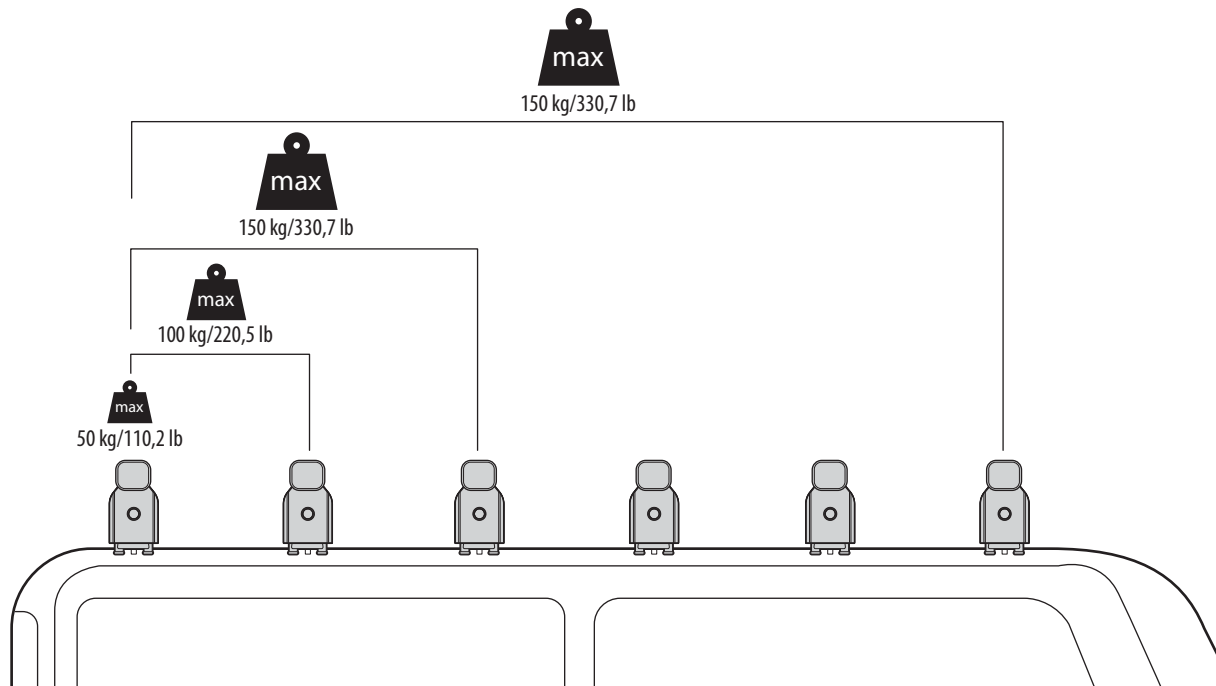 max
150 kg/330,7 lb
max
150 kg/330,7 lb
max
100 kg/220,5 lb
max
50 kg/110,2 lb